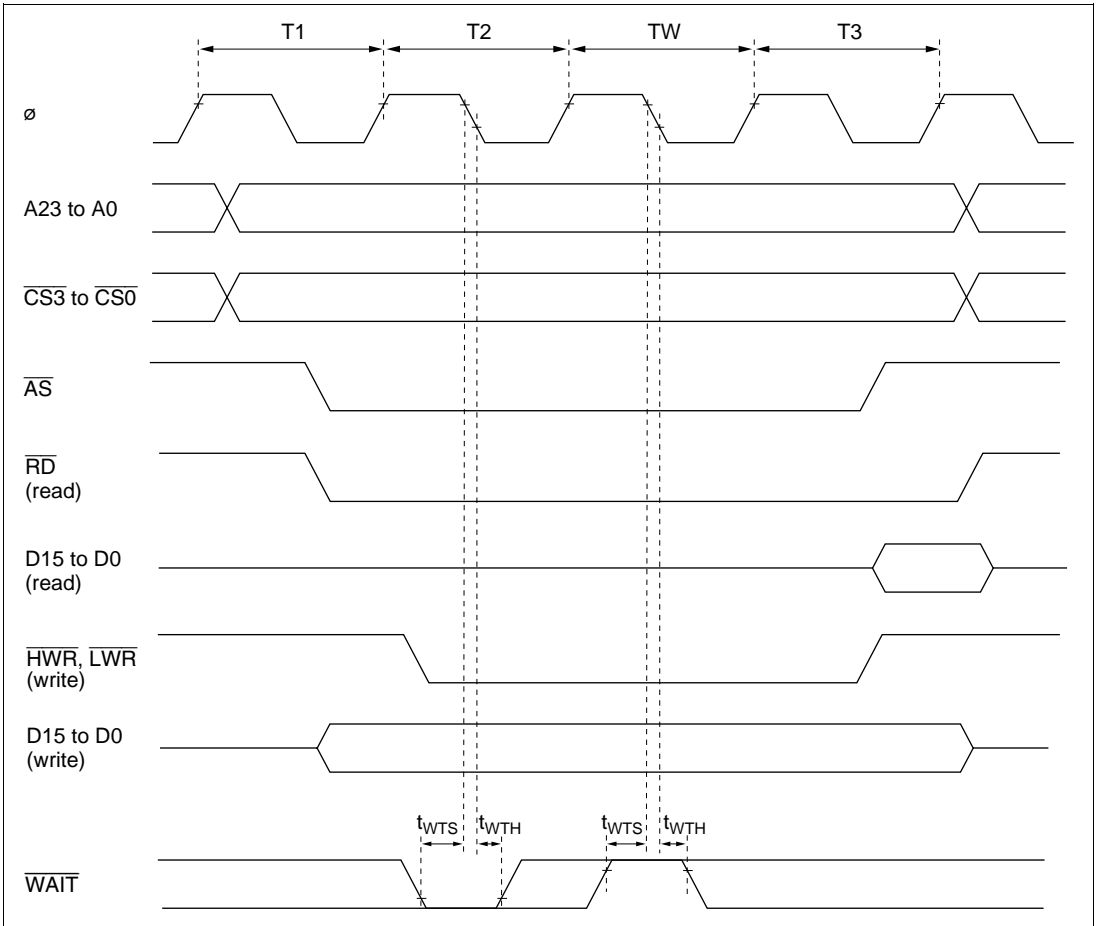 T1 T2 TW T3
ø
A23 to A0
CS3 to CS0
AS
RD
(read)
D15 to D0
(read)
HWR, LWR
(write)
D15 to D0
(write)
tWTS tWTH tWTS tWTH
WAIT